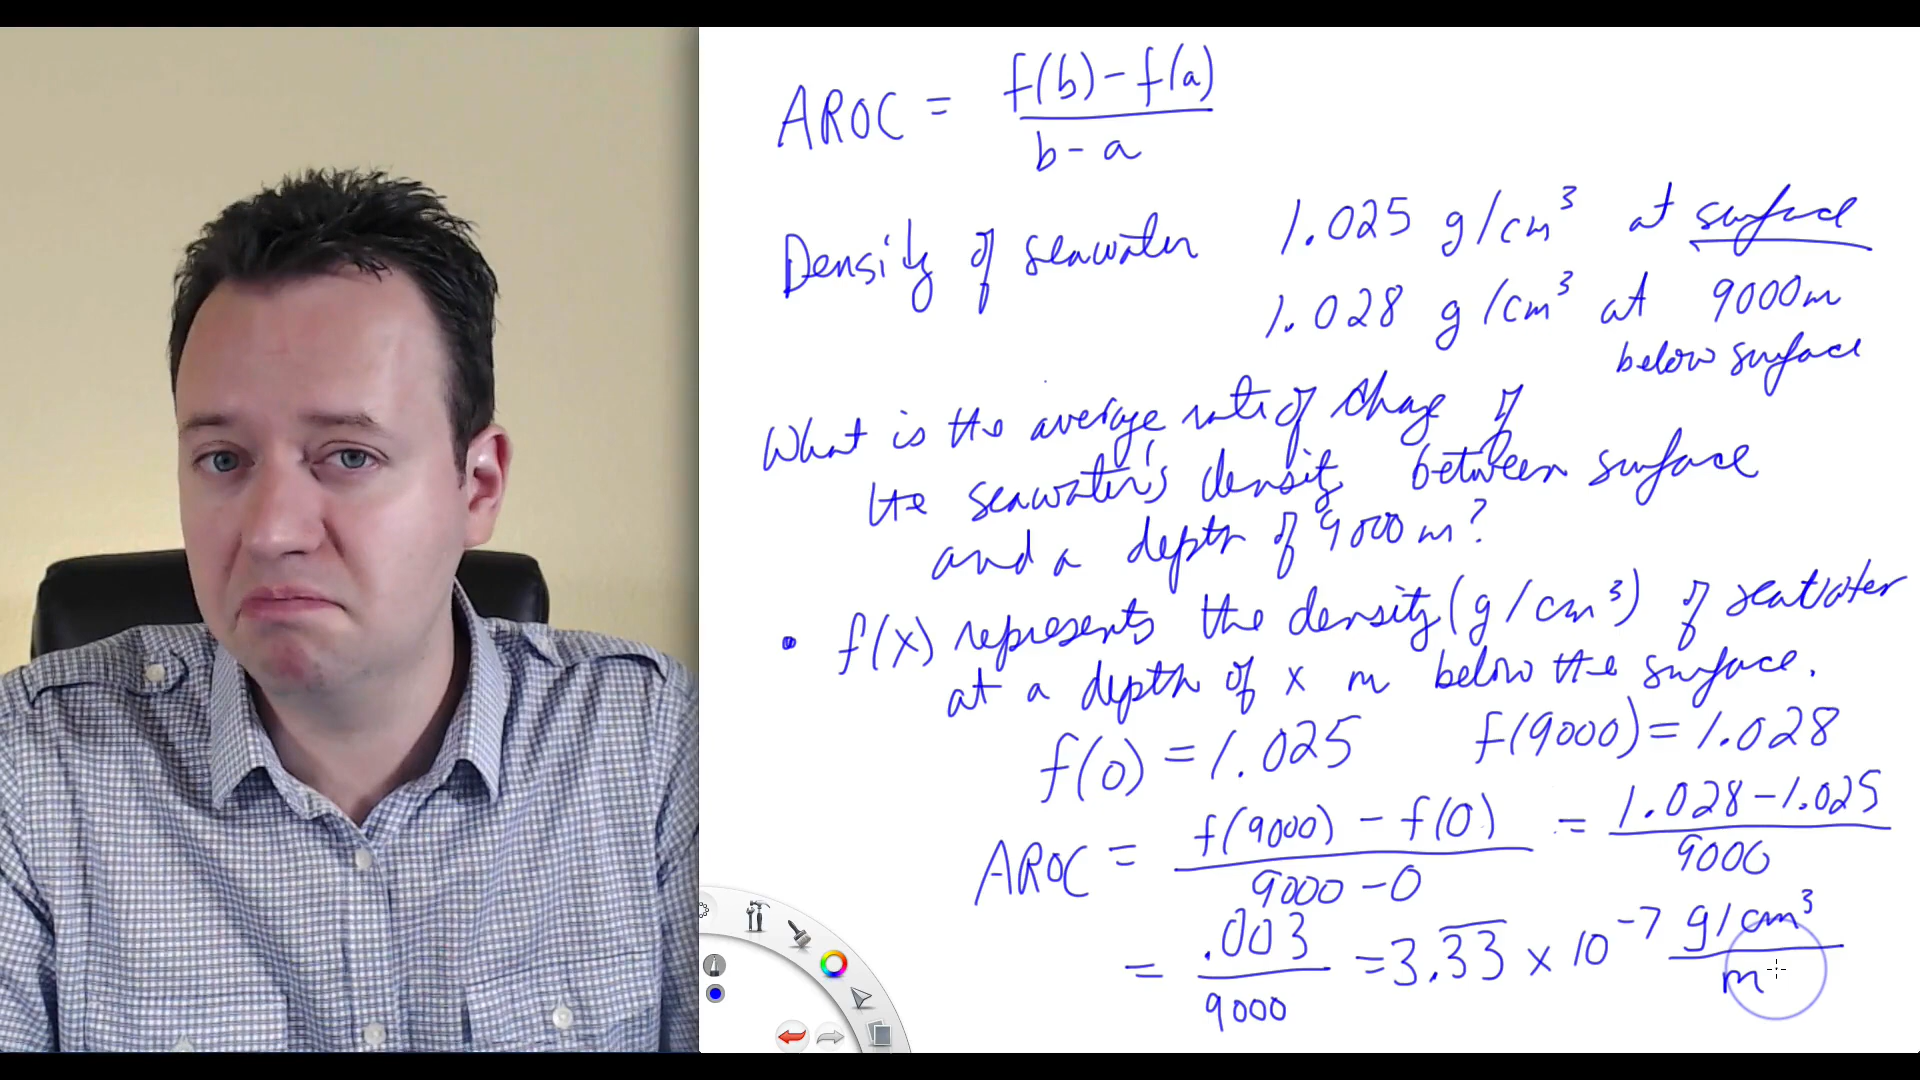 AROC = f(b) - f(a) / b - a
Density of seawater 1.025 g/cm³ at surface
1.028 g/cm³ at 9000m
below surface
What is the average rate of change of
the seawater's density between surface
and a depth of 9000 m?
• f(x) represents the density (g/cm³) of seatwater
at a depth of x m below the surface.
f(0) = 1.025 f(9000) = 1.028
AROC = f(9000) - f(0) / 9000 - 0 = 1.028 - 1.025 / 9000
= .003 / 9000 = 3.3̅3̅ × 10⁻⁷ g/cm³ / m